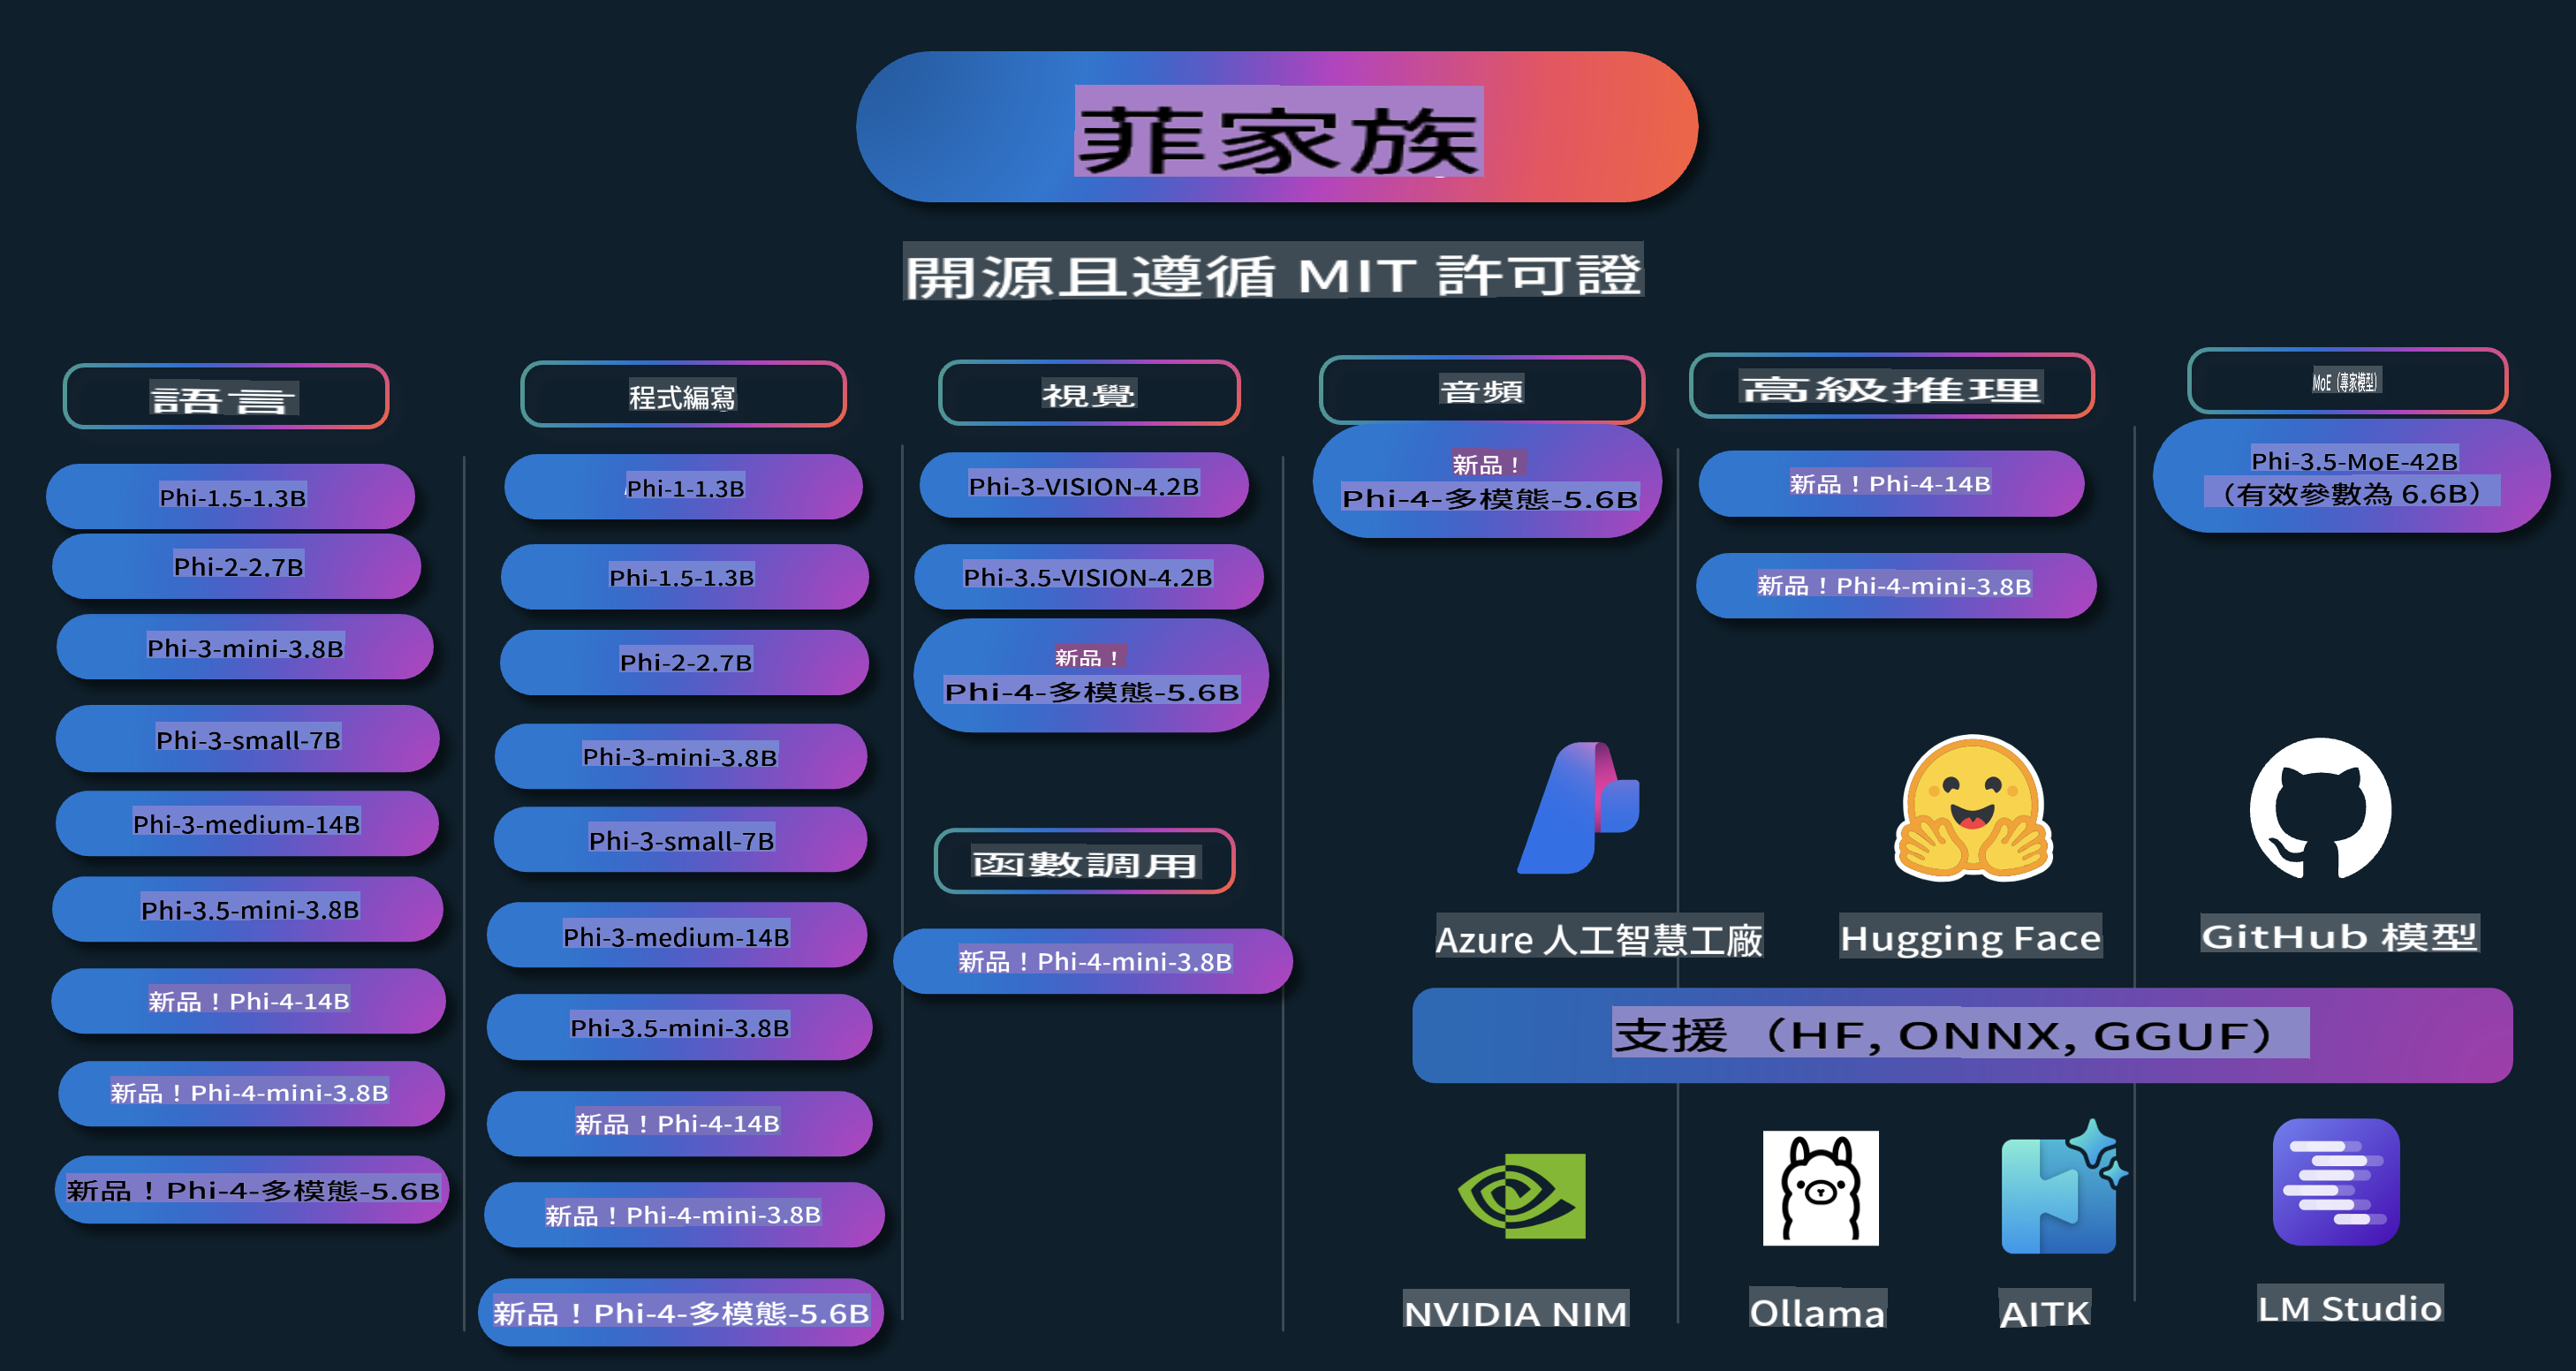 菲家族
開源且遵循 MIT 許可證
語言
Phi-1.5-1.3B
Phi-2-2.7B
Phi-3-mini-3.8B
Phi-3-small-7B
Phi-3-medium-14B
Phi-3.5-mini-3.8B
新品！Phi-4-14B
新品！Phi-4-mini-3.8B
新品！Phi-4-多模態-5.6B
程式編寫
Phi-1-1.3B
Phi-1.5-1.3B
Phi-2-2.7B
Phi-3-mini-3.8B
Phi-3-small-7B
Phi-3-medium-14B
Phi-3.5-mini-3.8B
新品！Phi-4-14B
新品！Phi-4-mini-3.8B
新品！Phi-4-多模態-5.6B
視覺
Phi-3-VISION-4.2B
Phi-3.5-VISION-4.2B
新品！
Phi-4-多模態-5.6B
函數調用
新品！Phi-4-mini-3.8B
音頻
新品！
Phi-4-多模態-5.6B
高級推理
新品！Phi-4-14B
新品！Phi-4-mini-3.8B
MoE（專家模型）
Phi-3.5-MoE-42B
（有效參數為 6.6B）
Azure 人工智慧工廠
Hugging Face
GitHub 模型
支援（HF, ONNX, GGUF）
NVIDIA NIM
Ollama
AITK
LM Studio